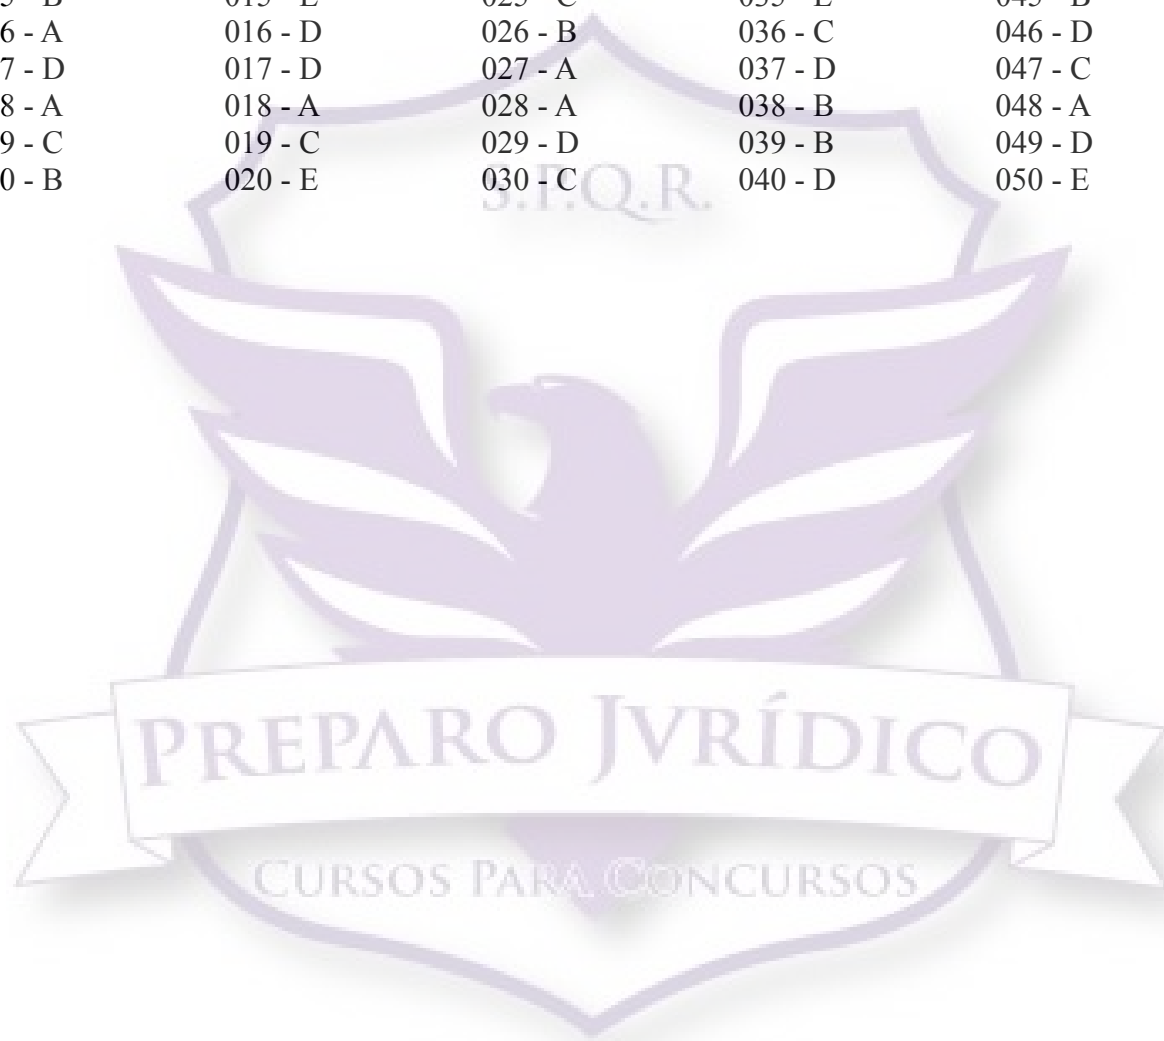 6 - A 016 - D 026 - B 036 - C 046 - D
7 - D 017 - D 027 - A 037 - D 047 - C
8 - A 018 - A 028 - A 038 - B 048 - A
9 - C 019 - C 029 - D 039 - B 049 - D
0 - B 020 - E 030 - C 040 - D 050 - E
S.P.Q.R.
PREPARO JVRÍDICO
CURSOS PARA CONCURSOS